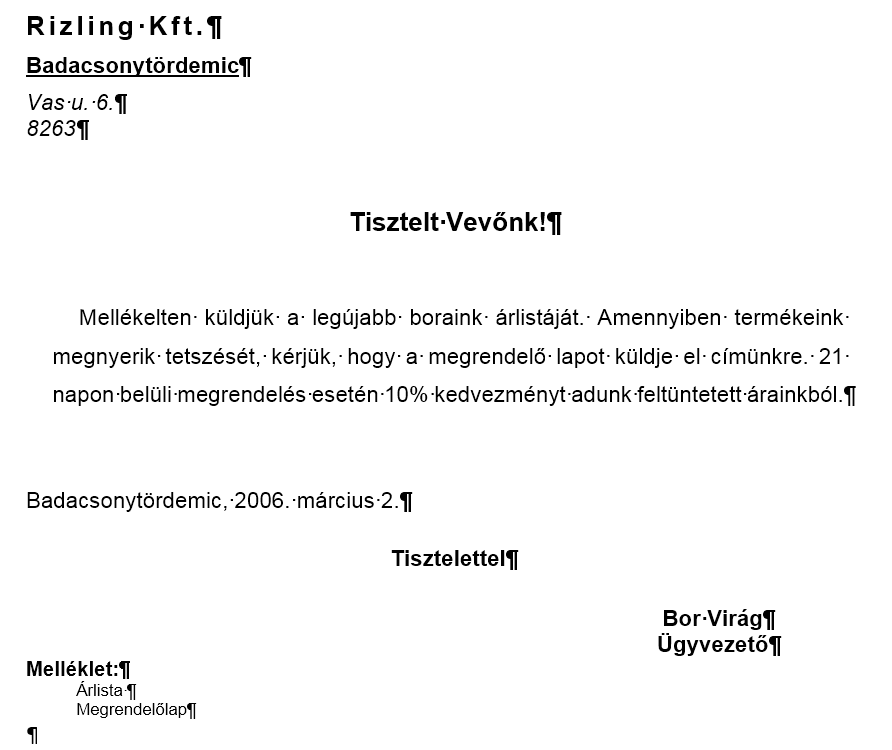 Rizling·Kft.¶
Badacsonytördemic¶
Vas·u.·6.¶
8263¶
Tisztelt·Vevőnk!¶
Mellékelten· küldjük· a· legújabb· boraink· árlistáját.· Amennyiben· termékeink·
megnyerik· tetszését,· kérjük,· hogy· a· megrendelő· lapot· küldje· el· címünkre.· 21·
napon·belüli·megrendelés·esetén·10%·kedvezményt·adunk·feltüntetett·árainkból.¶
Badacsonytördemic,·2006.·március·2.¶
Tisztelettel¶
Bor·Virág¶
Ügyvezető¶
Melléklet:¶
Árlista·¶
Megrendelőlap¶
¶